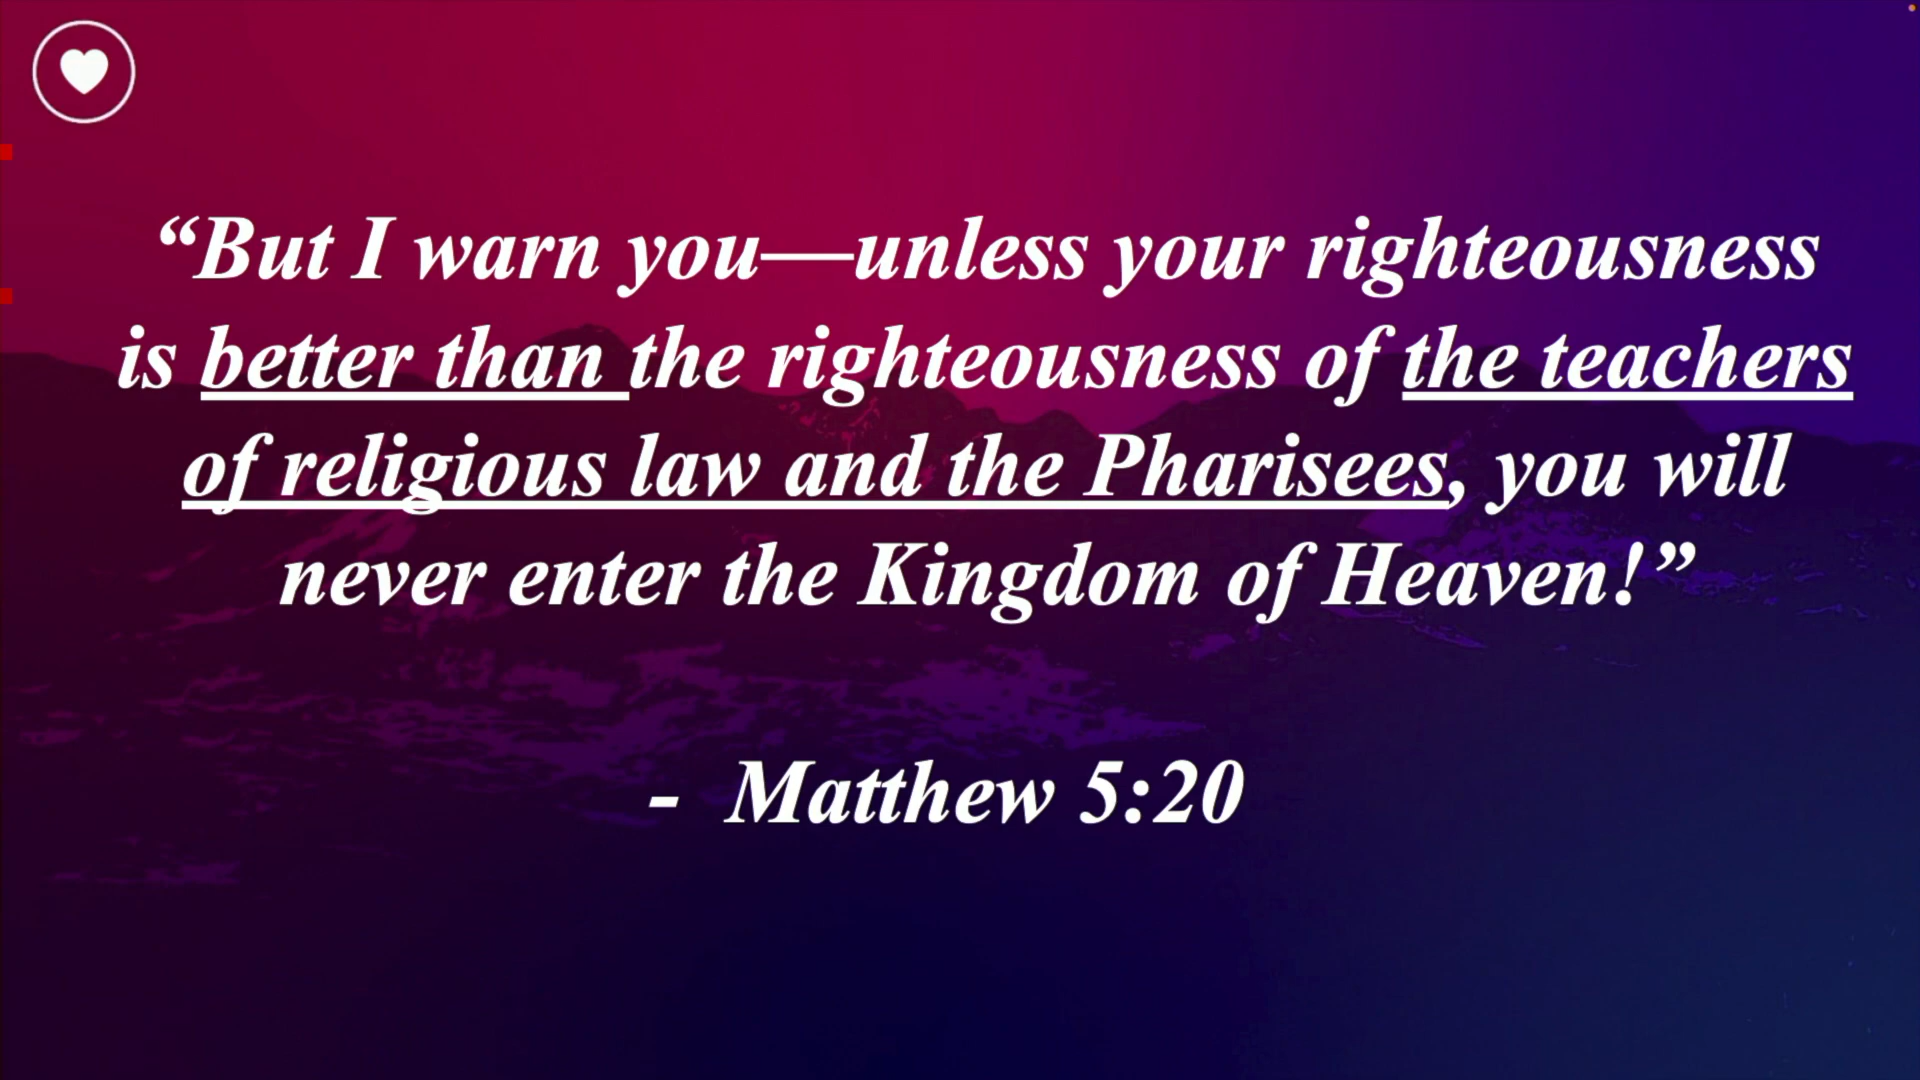 “But I warn you—unless your righteousness
is better than the righteousness of the teachers
of religious law and the Pharisees, you will
never enter the Kingdom of Heaven!”
- Matthew 5:20